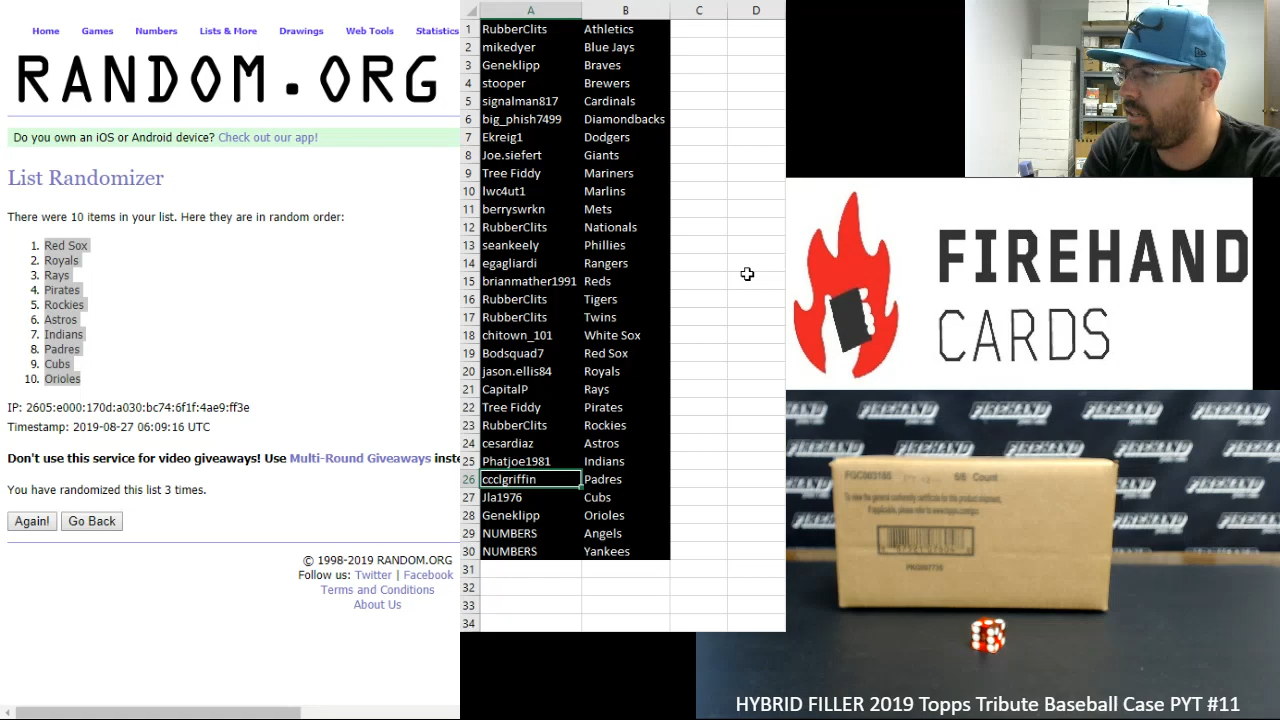 Home Games Numbers Lists & More Drawings Web Tools Statistics
RANDOM.ORG
Do you own an iOS or Android device? Check out our app!
List Randomizer
There were 10 items in your list. Here they are in random order:
1. Red Sox
2. Royals
3. Rays
4. Pirates
5. Rockies
6. Astros
7. Indians
8. Padres
9. Cubs
10. Orioles
IP: 2605:e000:170d:a030:bc74:6f1f:4ae9:ff3e
Timestamp: 2019-08-27 06:09:16 UTC
Don't use this service for video giveaways! Use Multi-Round Giveaways inste
You have randomized this list 3 times.
Again! Go Back
© 1998-2019 RANDOM.ORG
Follow us: Twitter | Facebook
Terms and Conditions
About Us
A B C D
1 RubberClits Athletics
2 mikedyer Blue Jays
3 Geneklipp Braves
4 stooper Brewers
5 signalman817 Cardinals
6 big_phish7499 Diamondbacks
7 Ekreig1 Dodgers
8 Joe.siefert Giants
9 Tree Fiddy Mariners
10 lwc4ut1 Marlins
11 berryswrkn Mets
12 RubberClits Nationals
13 seankeely Phillies
14 egagliardi Rangers
15 brianmather1991 Reds
16 RubberClits Tigers
17 RubberClits Twins
18 chitown_101 White Sox
19 Bodsquad7 Red Sox
20 jason.ellis84 Royals
21 CapitalP Rays
22 Tree Fiddy Pirates
23 RubberClits Rockies
24 cesardiaz Astros
25 Phatjoe1981 Indians
26 ccclgriffin Padres
27 Jla1976 Cubs
28 Geneklipp Orioles
29 NUMBERS Angels
30 NUMBERS Yankees
31
32
33
34
FIREHAND
CARDS
FIREHAND FIREHAND FIREHAND
FGC003185 5/6 Count
HYBRID FILLER 2019 Topps Tribute Baseball Case PYT #11